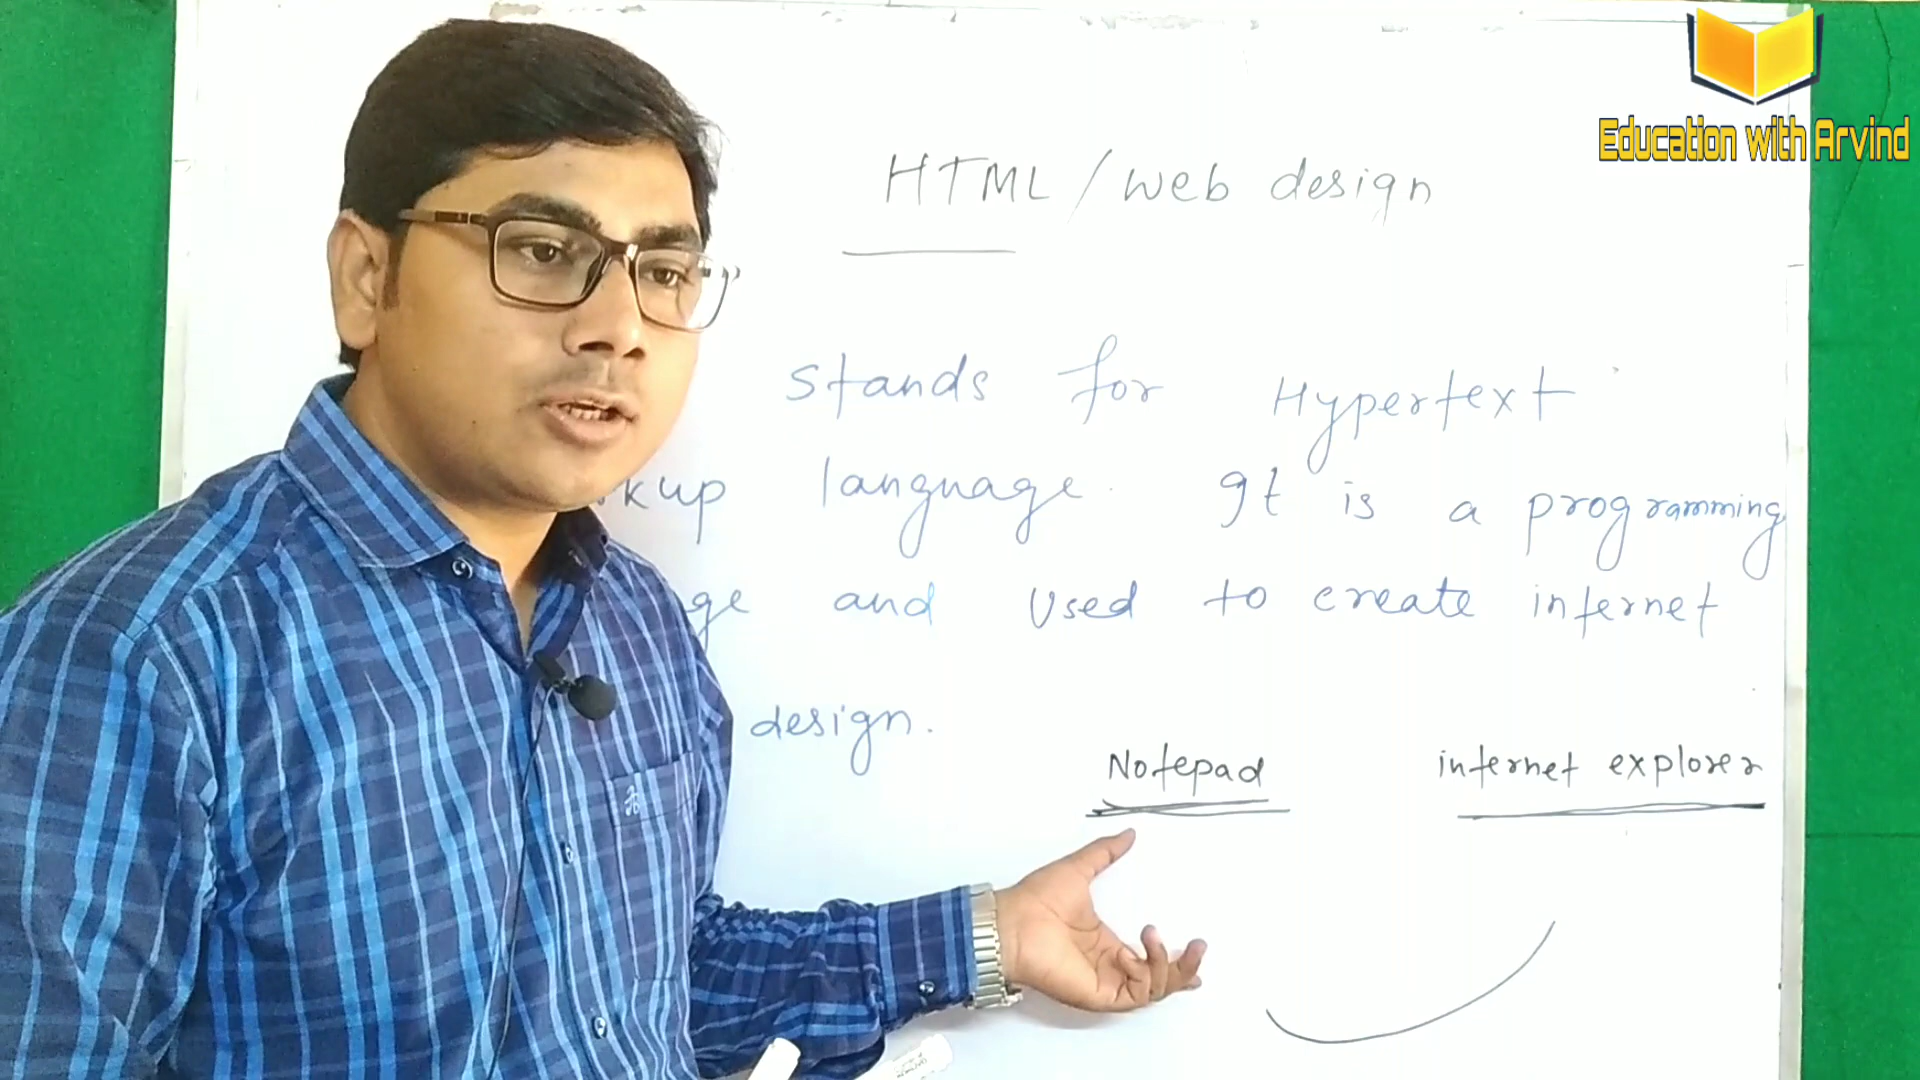 Education with Arvind
HTML / web design
Stands for Hypertext
kup language. It is a programming
ge and used to create internet
design.
Notepad internet explorer